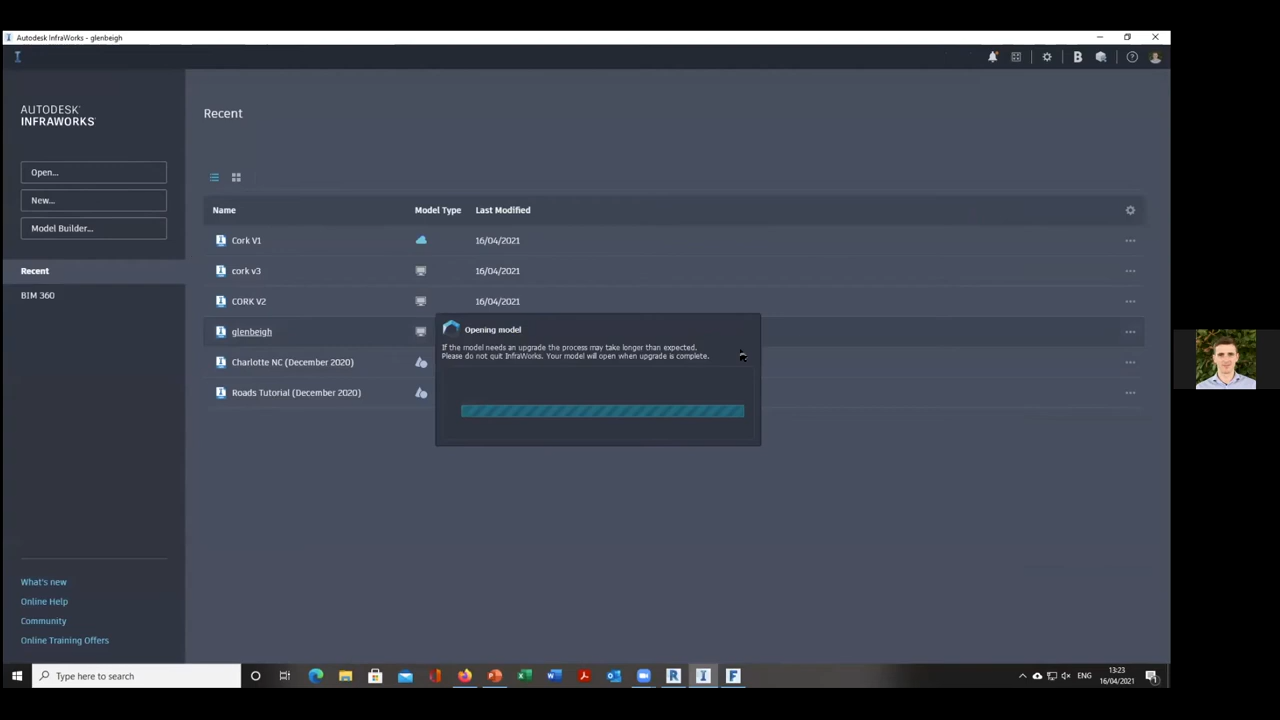 Autodesk InfraWorks - glenbeigh
AUTODESK'
INFRAWORKS'
Open...
New...
Model Builder...
Recent
BIM 360
Recent
Name Model Type Last Modified
Cork V1 16/04/2021
cork v3 16/04/2021
CORK V2 16/04/2021
glenbeigh
Charlotte NC (December 2020)
Roads Tutorial (December 2020)
Opening model
If the model needs an upgrade the process may take longer than expected.
Please do not quit InfraWorks. Your model will open when upgrade is complete.
What's new
Online Help
Community
Online Training Offers
Type here to search
ENG
13:23
16/04/2021